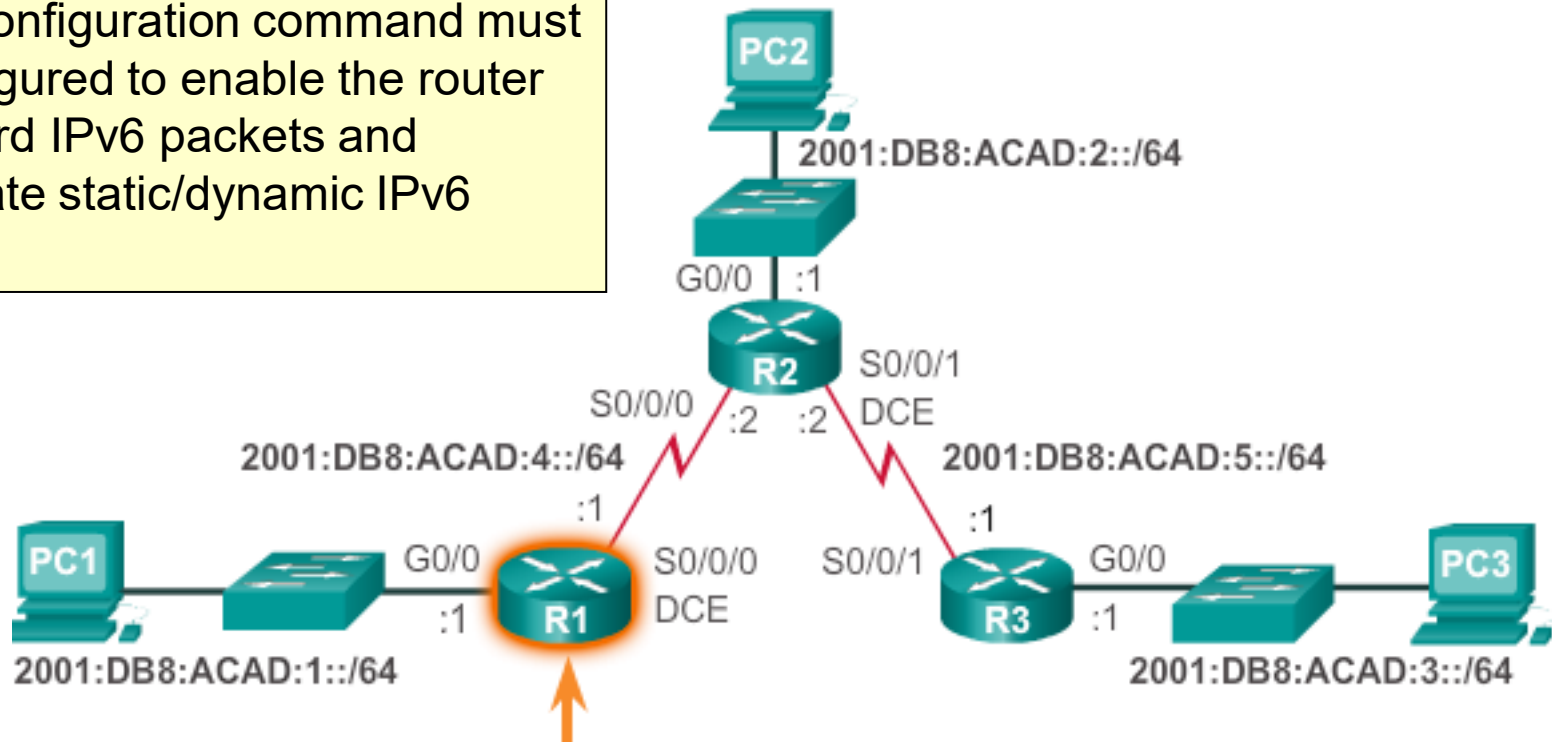 onfiguration command must
gured to enable the router
rd IPv6 packets and
ate static/dynamic IPv6
PC2
2001:DB8:ACAD:2::/64
G0/0 :1
R2
S0/0/1
DCE
S0/0/0
:2 :2
2001:DB8:ACAD:4::/64
2001:DB8:ACAD:5::/64
:1
:1
PC1
G0/0
:1
R1
S0/0/0
DCE
S0/0/1
R3
G0/0
:1
PC3
2001:DB8:ACAD:1::/64
2001:DB8:ACAD:3::/64